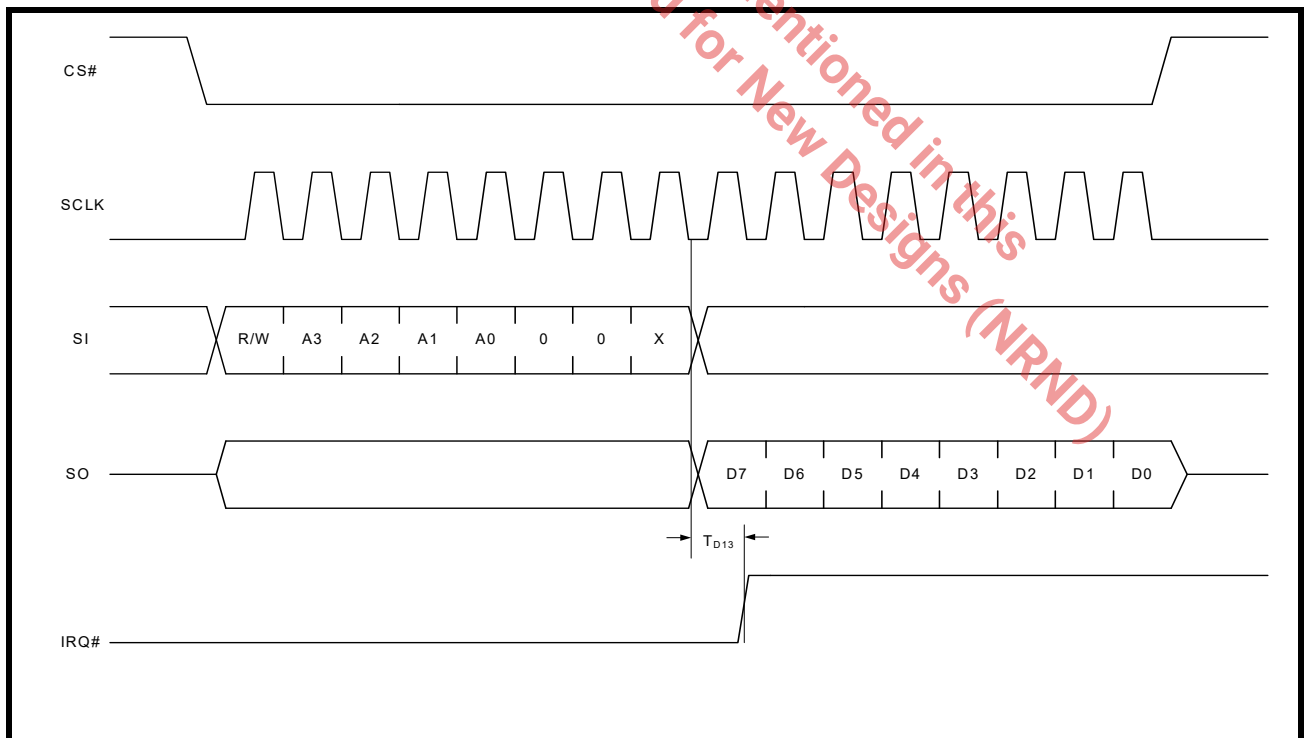 CS#
SCLK
SI
R/W A3 A2 A1 A0 0 0 X
SO
D7 D6 D5 D4 D3 D2 D1 D0
TD13
IRQ#
mentioned in this
for New Designs (NRND)